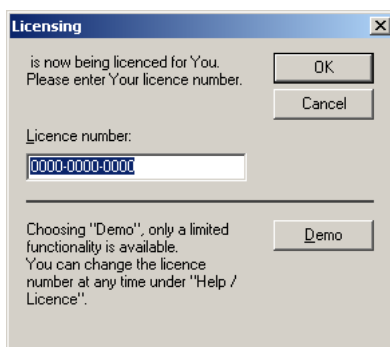 Licensing
is now being licenced for You.
Please enter Your licence number.
OK
Cancel
Licence number:
0000-0000-0000
Choosing "Demo", only a limited
functionality is available.
You can change the licence
number at any time under "Help /
Licence".
Demo